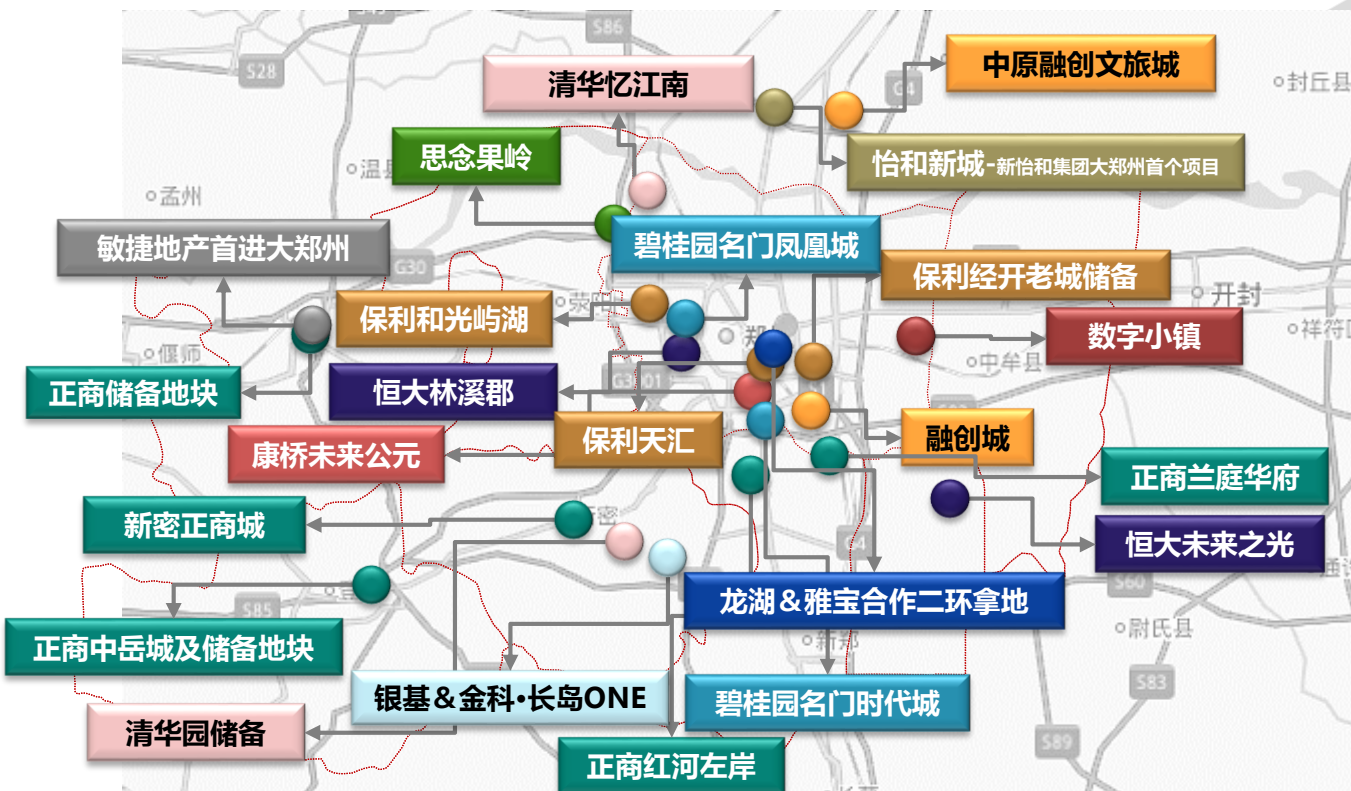 S86
中原融创文旅城
清华忆江南
S28
G4
封丘县
思念果岭
怡和新城-新怡和集团大郑州首个项目
温县
孟州
敏捷地产首进大郑州
碧桂园名门凤凰城
G30
保利经开老城储备
保利和光屿湖
荥阳
开封
数字小镇
祥符区
偃师
中牟县
正商储备地块
恒大林溪郡
保利天汇
融创城
康桥未来公元
正商兰庭华府
新密正商城
恒大未来之光
S60
龙湖&雅宝合作二环拿地
S85
尉氏县
正商中岳城及储备地块
新郑
银基&金科·长岛ONE
碧桂园名门时代城
S83
清华园储备
S89
正商红河左岸